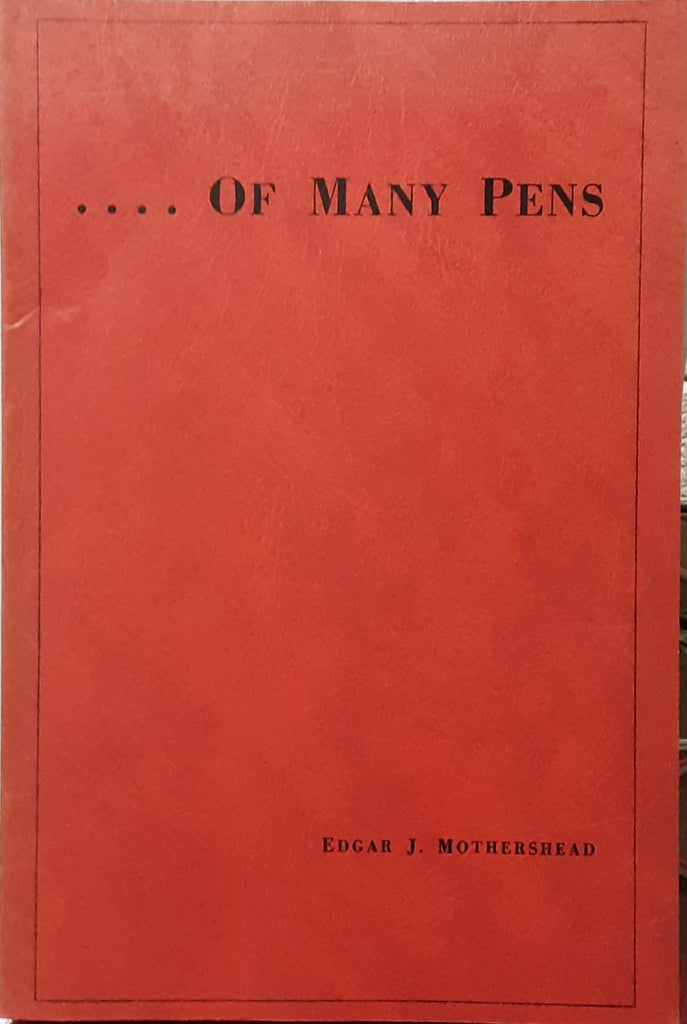 .... OF MANY PENS
EDGAR J. MOTHERSHEAD